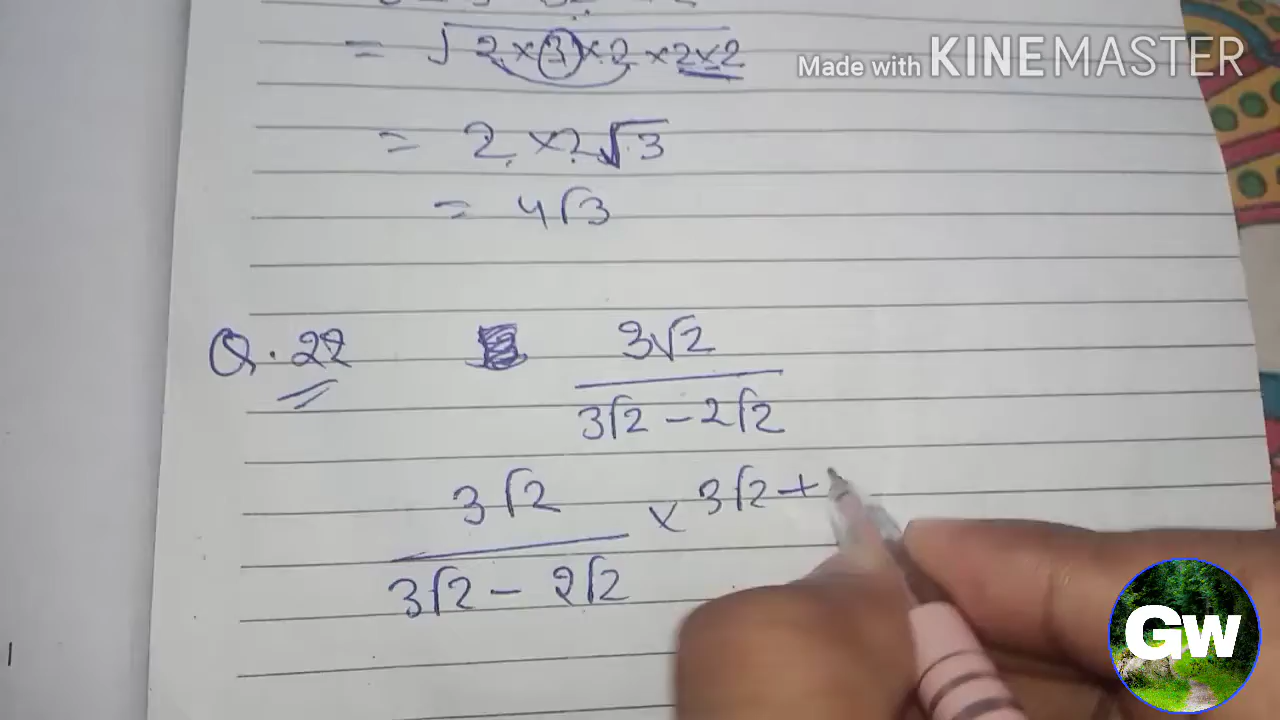 = √2×3×2×2×2
Made with KINEMASTER
= 2×2√3
= 4√3
Q. 22
3√2
3√2 - 2√2
3√2 × 3√2 +
3√2 - 2√2
GW